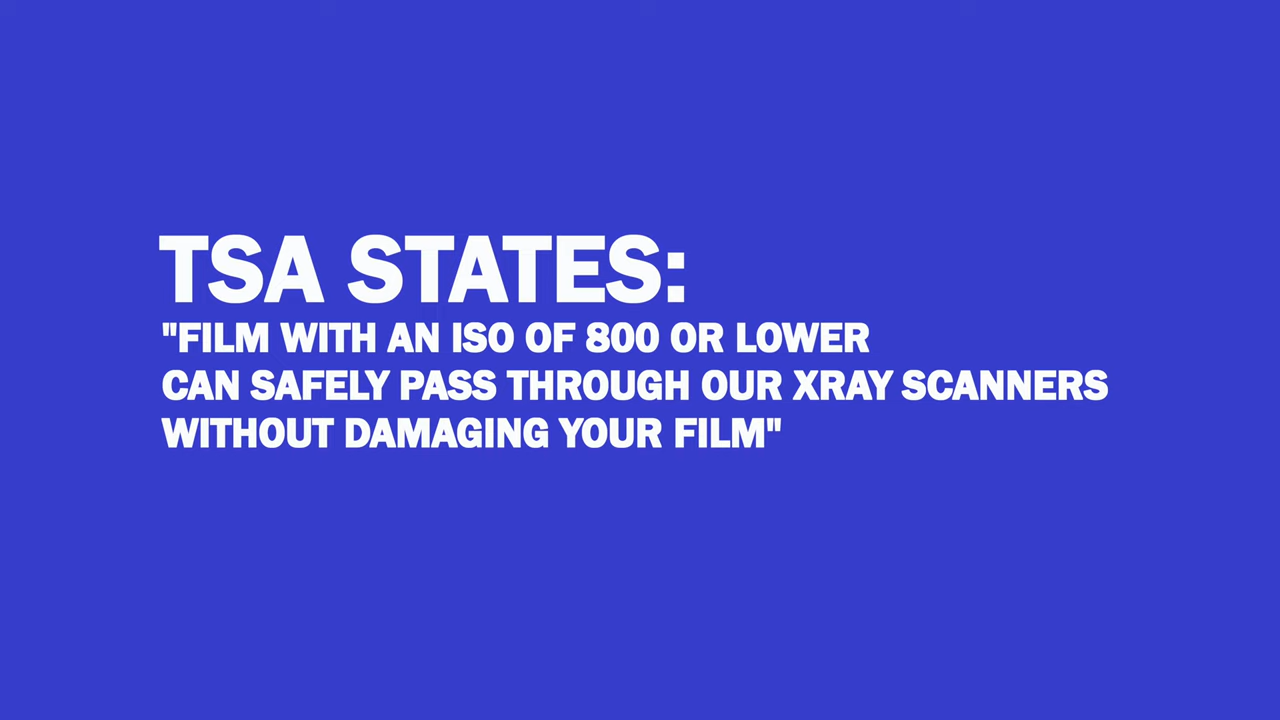 TSA STATES:
"FILM WITH AN ISO OF 800 OR LOWER
CAN SAFELY PASS THROUGH OUR XRAY SCANNERS
WITHOUT DAMAGING YOUR FILM"